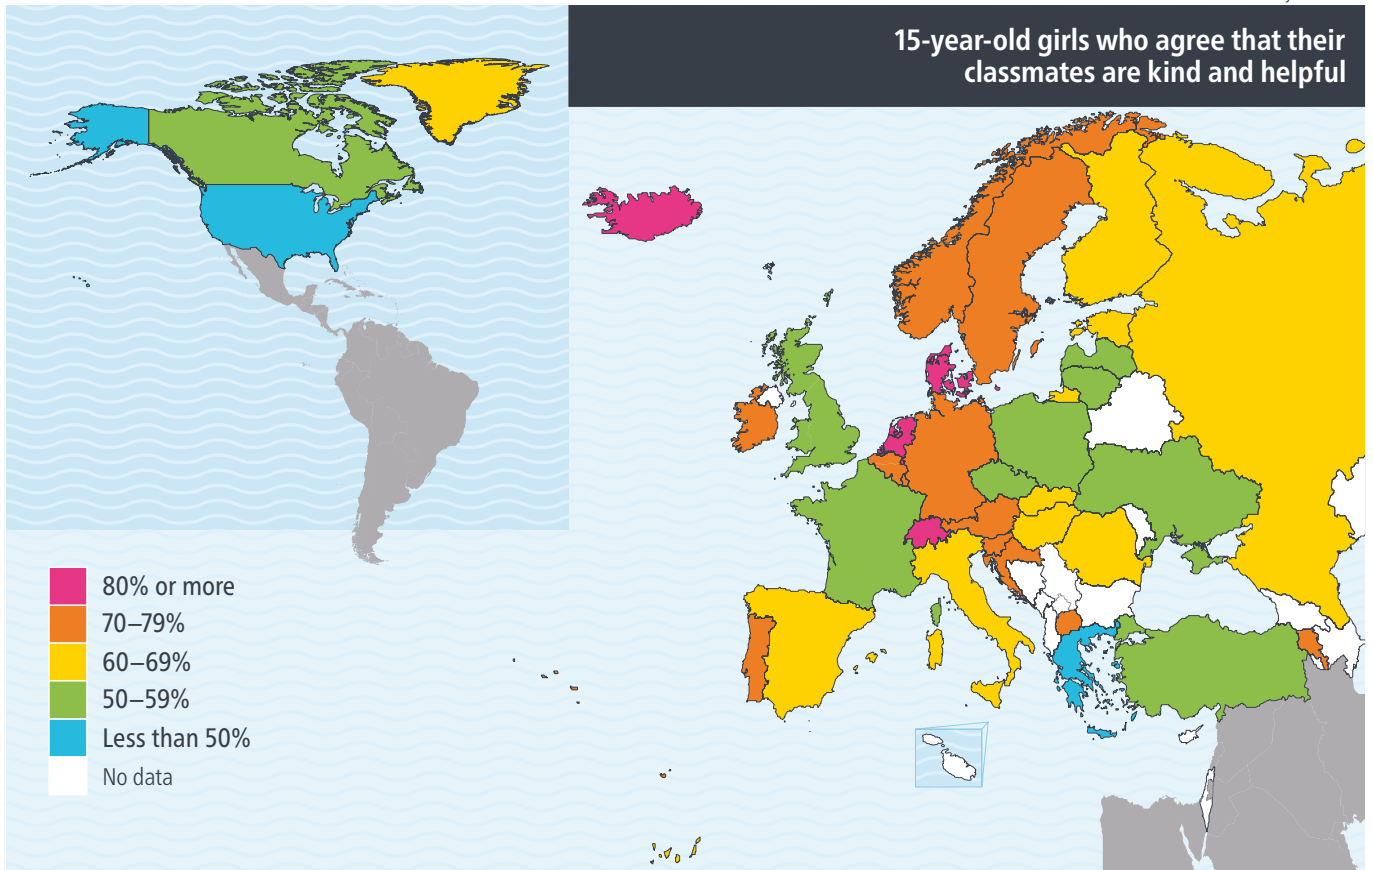 15-year-old girls who agree that their
classmates are kind and helpful
80% or more
70–79%
60–69%
50–59%
Less than 50%
No data